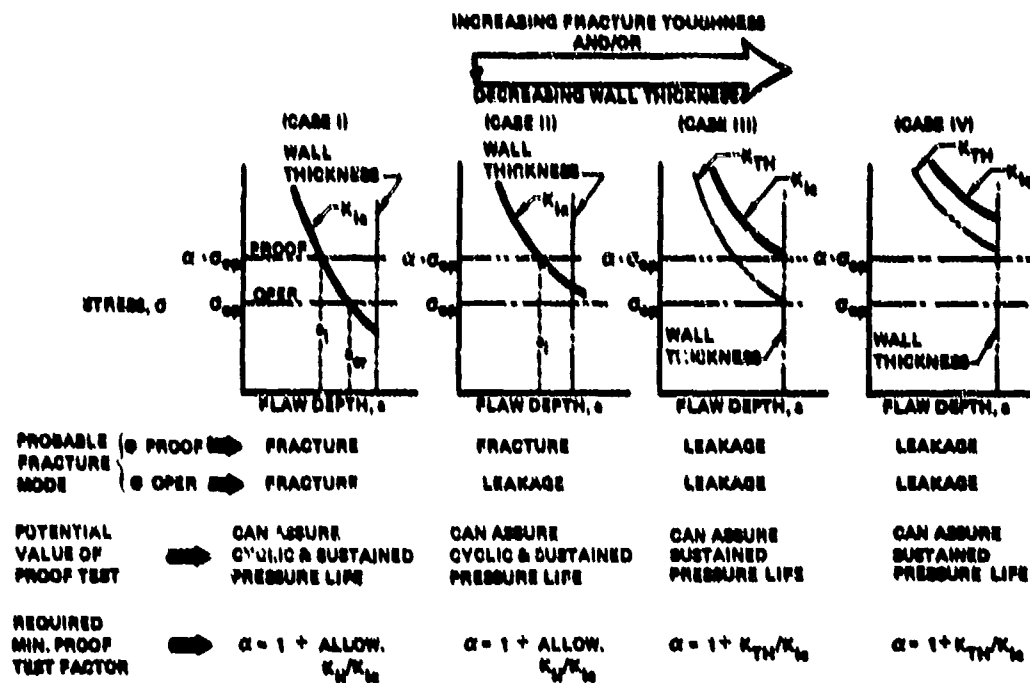 INCREASING FRACTURE TOUGHNESS
AND/OR
DECREASING WALL THICKNESS
(CASE I)
(CASE II)
(CASE III)
(CASE IV)
WALL
THICKNESS
WALL
THICKNESS
K_TH
K_Ic
K_TH
K_Ic
K_Ic
K_Ic
α · σ_op
PROOF
α · σ_op
α · σ_op
α · σ_op
STRESS, σ
σ_op
OPER
σ_op
σ_op
σ_op
a_i
a_cr
a_i
WALL
THICKNESS
WALL
THICKNESS
FLAW DEPTH, a
FLAW DEPTH, a
FLAW DEPTH, a
FLAW DEPTH, a
PROBABLE
FRACTURE
MODE
@ PROOF
FRACTURE
FRACTURE
LEAKAGE
LEAKAGE
@ OPER
FRACTURE
LEAKAGE
LEAKAGE
LEAKAGE
POTENTIAL
VALUE OF
PROOF TEST
CAN ASSURE
CYCLIC & SUSTAINED
PRESSURE LIFE
CAN ASSURE
CYCLIC & SUSTAINED
PRESSURE LIFE
CAN ASSURE
SUSTAINED
PRESSURE LIFE
CAN ASSURE
SUSTAINED
PRESSURE LIFE
REQUIRED
MIN. PROOF
TEST FACTOR
α = 1 ÷ ALLOW.
K_Ii/K_Ic
α = 1 ÷ ALLOW.
K_Ii/K_Ic
α = 1 ÷ K_TH/K_Ic
α = 1 ÷ K_TH/K_Ic